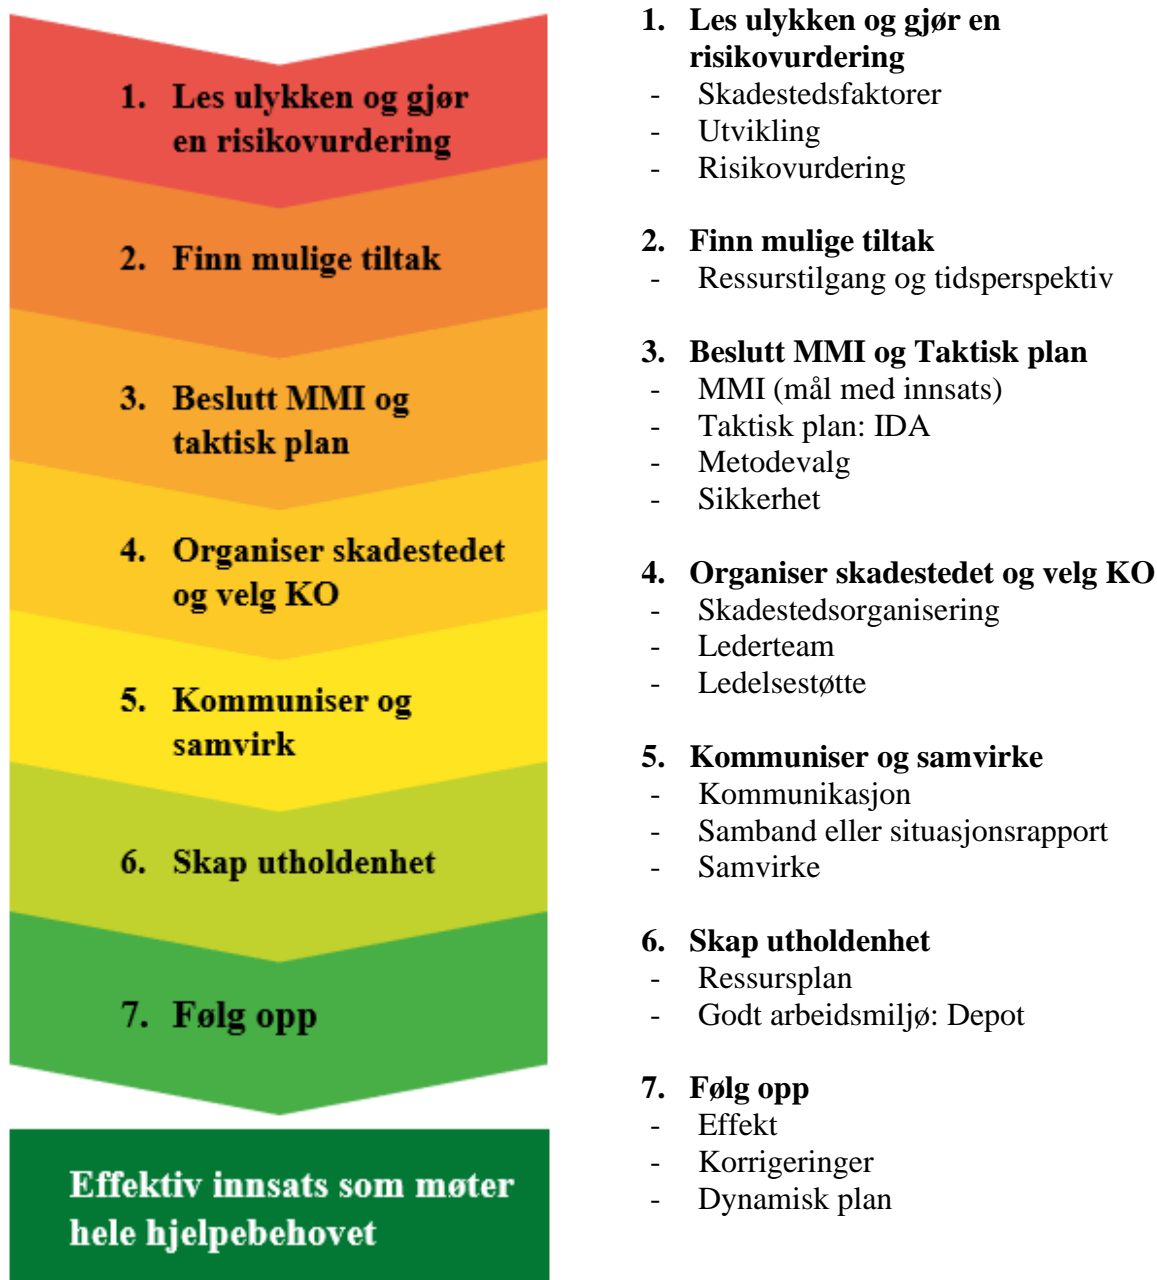 1. Les ulykken og gjør
en risikovurdering
2. Finn mulige tiltak
3. Beslutt MMI og
taktisk plan
4. Organiser skadestedet
og velg KO
5. Kommuniser og
samvirk
6. Skap utholdenhet
7. Følg opp
Effektiv innsats som møter
hele hjelpebehovet
1. Les ulykken og gjør en
risikovurdering
- Skadestedsfaktorer
- Utvikling
- Risikovurdering
2. Finn mulige tiltak
- Ressurstilgang og tidsperspektiv
3. Beslutt MMI og Taktisk plan
- MMI (mål med innsats)
- Taktisk plan: IDA
- Metodevalg
- Sikkerhet
4. Organiser skadestedet og velg KO
- Skadestedsorganisering
- Lederteam
- Ledelsestøtte
5. Kommuniser og samvirke
- Kommunikasjon
- Samband eller situasjonsrapport
- Samvirke
6. Skap utholdenhet
- Ressursplan
- Godt arbeidsmiljø: Depot
7. Følg opp
- Effekt
- Korrigeringer
- Dynamisk plan